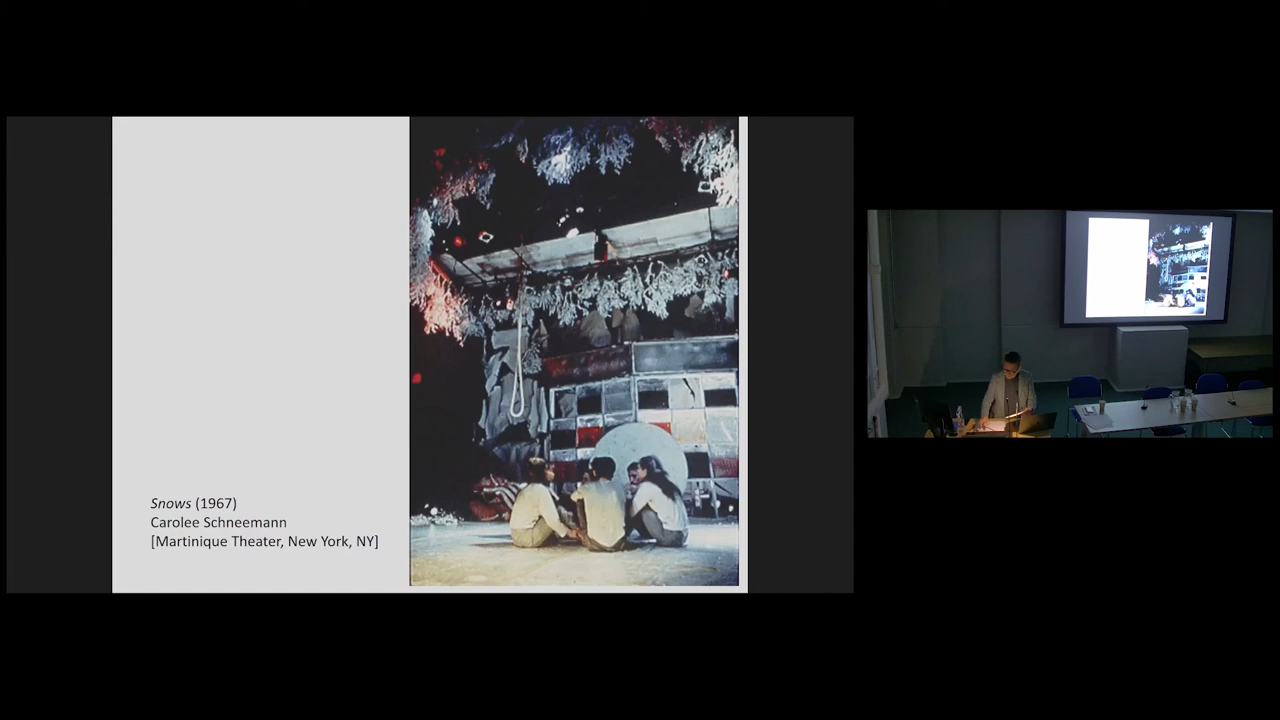 Snows (1967)
Carolee Schneemann
[Martinique Theater, New York, NY]